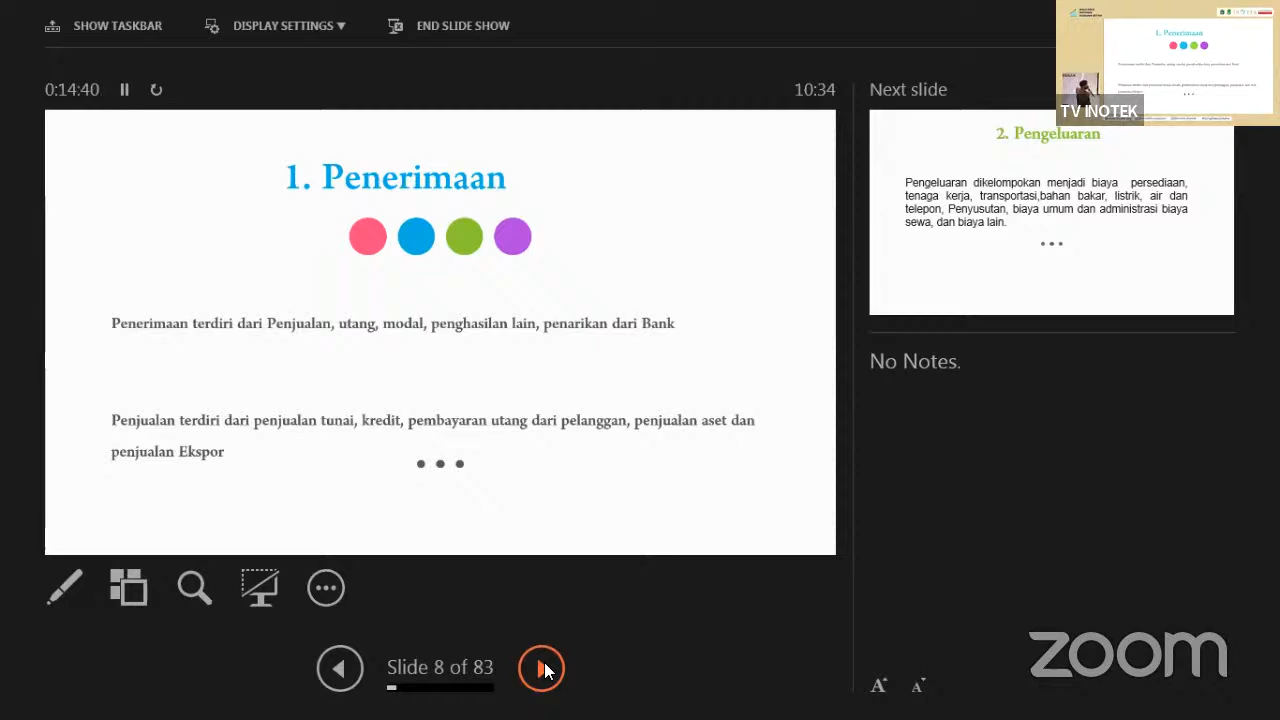 SHOW TASKBAR
DISPLAY SETTINGS ▼
END SLIDE SHOW
0:14:40
10:34
Next slide
1. Penerimaan
TV INOTEK
1. Penerimaan
Penerimaan terdiri dari Penjualan, utang, modal, penghasilan lain, penarikan dari Bank
Penjualan terdiri dari penjualan tunai, kredit, pembayaran utang dari pelanggan, penjualan aset dan
penjualan Ekspor
2. Pengeluaran
Pengeluaran dikelompokan menjadi biaya persediaan,
tenaga kerja, transportasi,bahan bakar, listrik, air dan
telepon, Penyusutan, biaya umum dan administrasi biaya
sewa, dan biaya lain.
No Notes.
Slide 8 of 83
A A
zoom